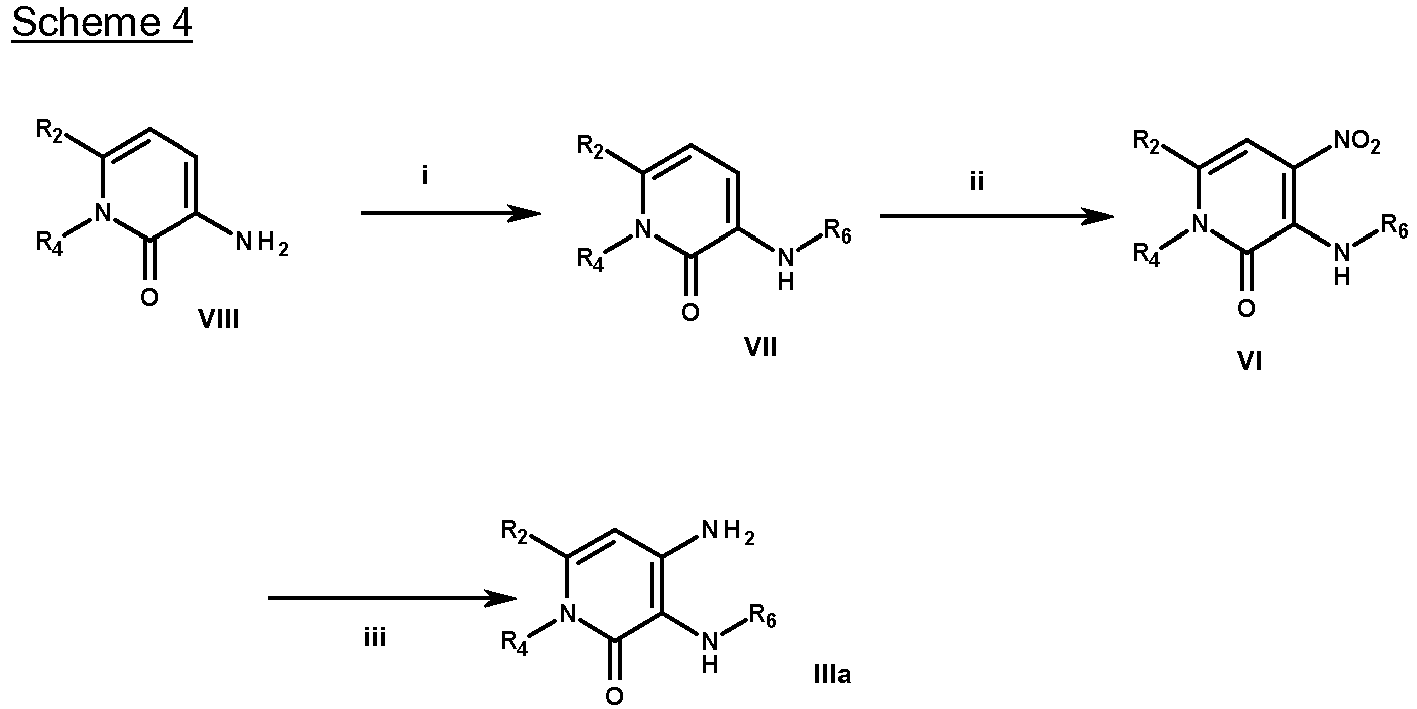 Scheme 4
R2 N R4 O NH2
VIII
i
R2 N R4 O N H R6
VII
ii
R2 N R4 O NO2 N H R6
VI
iii
R2 N R4 O NH2 N H R6
IIIa